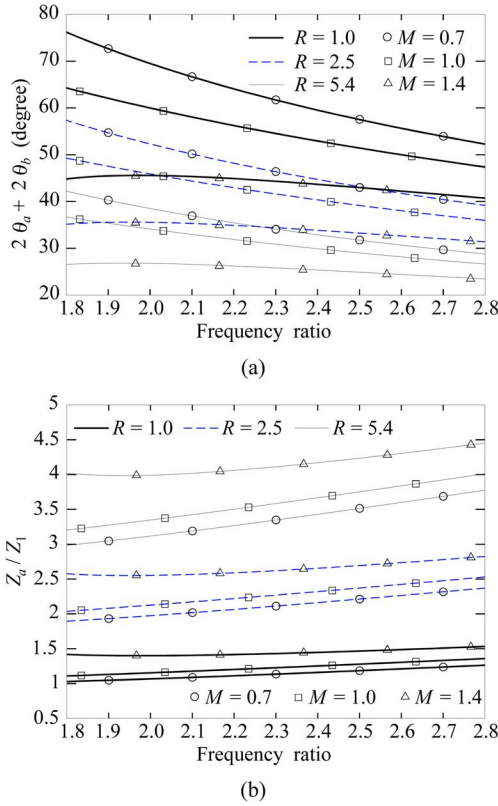 80
70
60
50
40
30
20
2 θa + 2 θb (degree)
R = 1.0 M = 0.7
R = 2.5 M = 1.0
R = 5.4 M = 1.4
1.8 1.9 2.0 2.1 2.2 2.3 2.4 2.5 2.6 2.7 2.8
Frequency ratio
(a)
5
4.5
4
3.5
3
2.5
2
1.5
1
0.5
Za / Z1
R = 1.0 R = 2.5 R = 5.4
M = 0.7 M = 1.0 M = 1.4
1.8 1.9 2.0 2.1 2.2 2.3 2.4 2.5 2.6 2.7 2.8
Frequency ratio
(b)